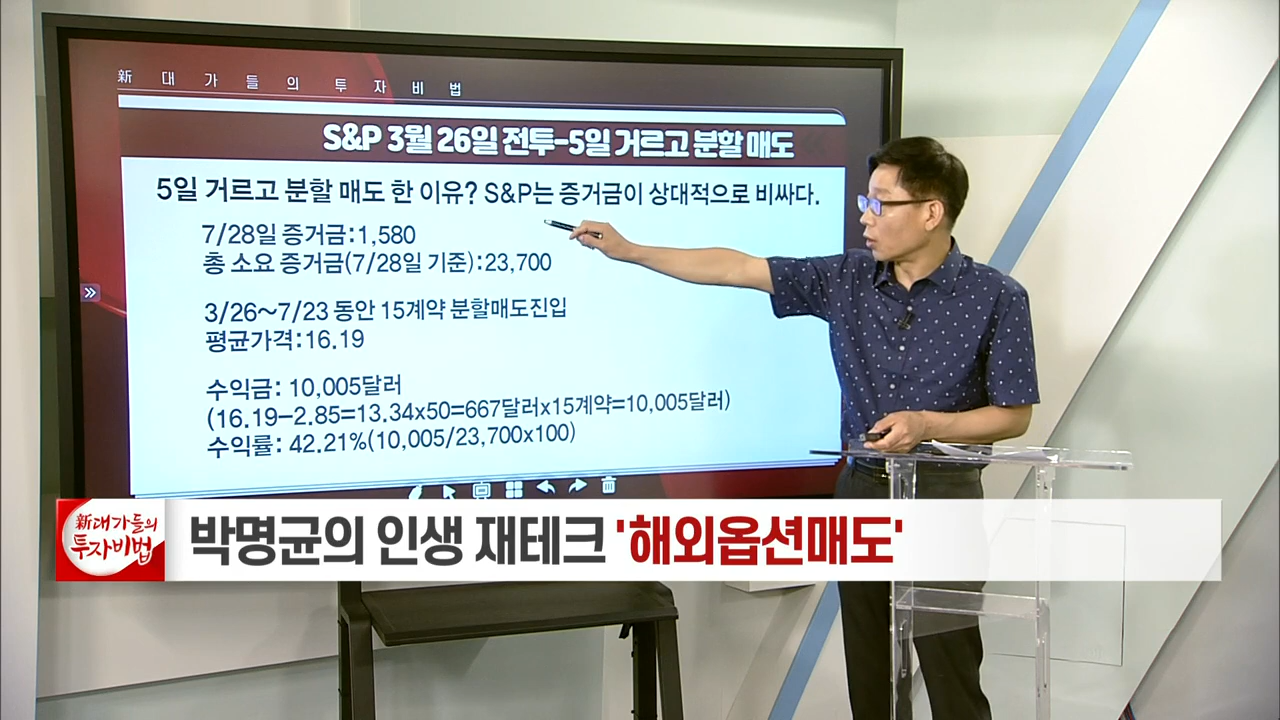 新 대 가 들 의 투 자 비 법
S&P 3월 26일 전투-5일 거르고 분할 매도
5일 거르고 분할 매도 한 이유? S&P는 증거금이 상대적으로 비싸다.
7/28일 증거금:1,580
총 소요 증거금(7/28일 기준):23,700
3/26~7/23 동안 15계약 분할매도진입
평균가격:16.19
수익금: 10,005달러
(16.19-2.85=13.34x50=667달러x15계약=10,005달러)
수익률: 42.21%(10,005/23,700x100)
新대가들의
투자비법
박명균의 인생 재테크 '해외옵션매도'